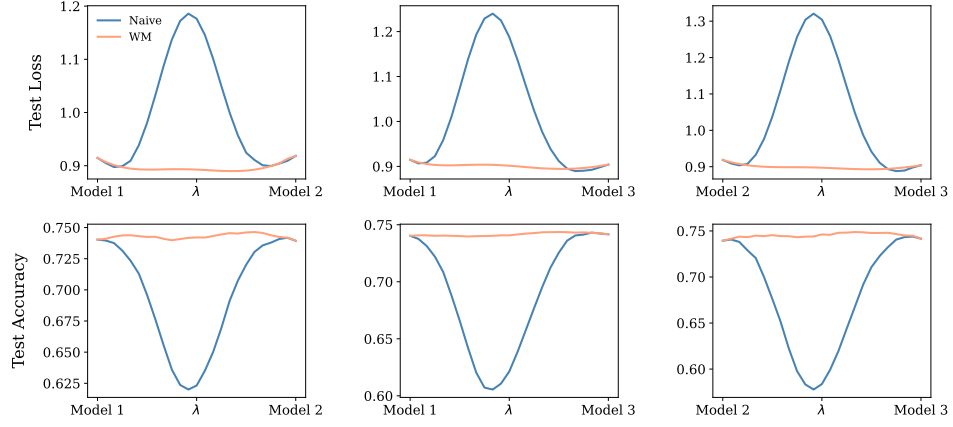 Test Loss
1.2
1.1
1.0
0.9
Naive
WM
Model 1 λ Model 2
1.2
1.1
1.0
0.9
Model 1 λ Model 3
1.3
1.2
1.1
1.0
0.9
Model 2 λ Model 3
Test Accuracy
0.750
0.725
0.700
0.675
0.650
0.625
Model 1 λ Model 2
0.75
0.70
0.65
0.60
Model 1 λ Model 3
0.75
0.70
0.65
0.60
Model 2 λ Model 3